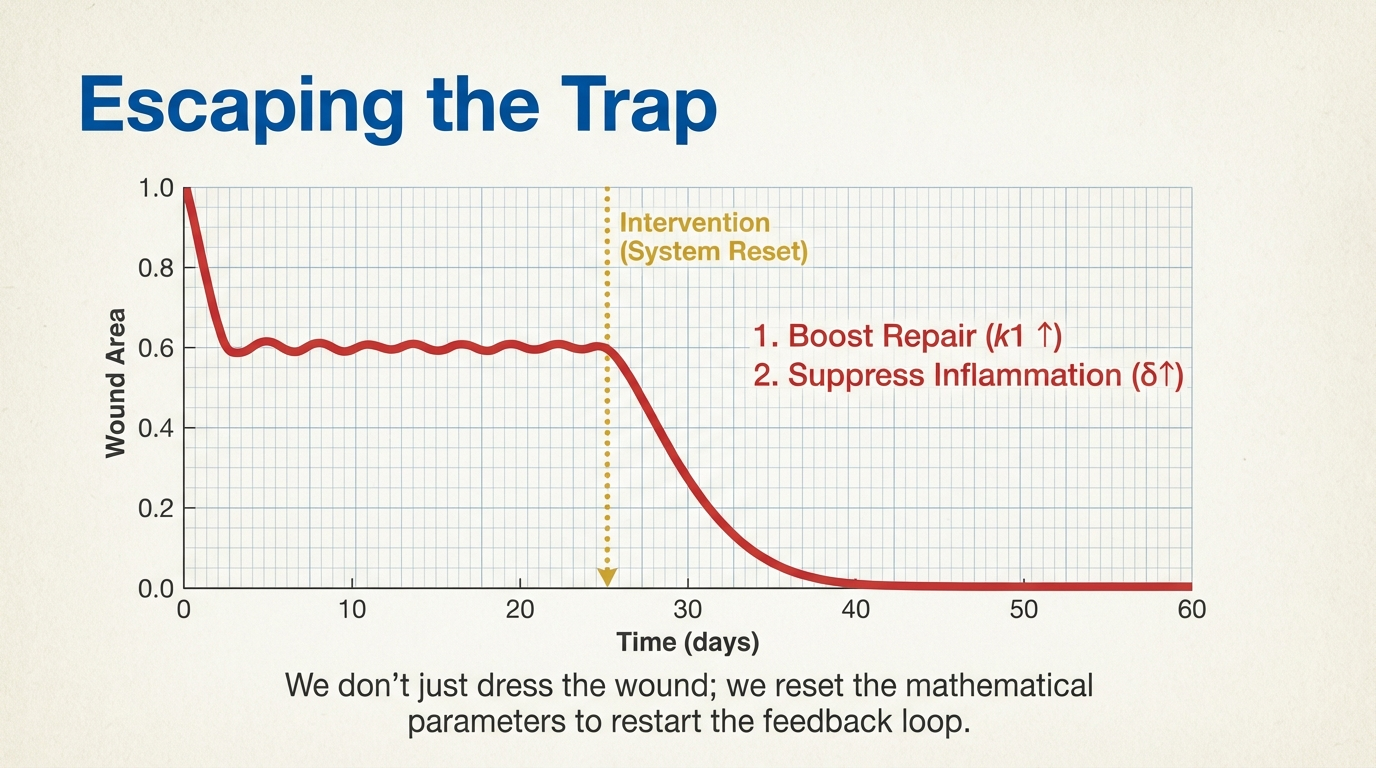 Escaping the Trap
1.0
0.8
0.6
0.4
0.2
0.0
Wound Area
Intervention
(System Reset)
1. Boost Repair (k1 ↑)
2. Suppress Inflammation (δ↑)
0 10 20 30 40 50 60
Time (days)
We don’t just dress the wound; we reset the mathematical
parameters to restart the feedback loop.